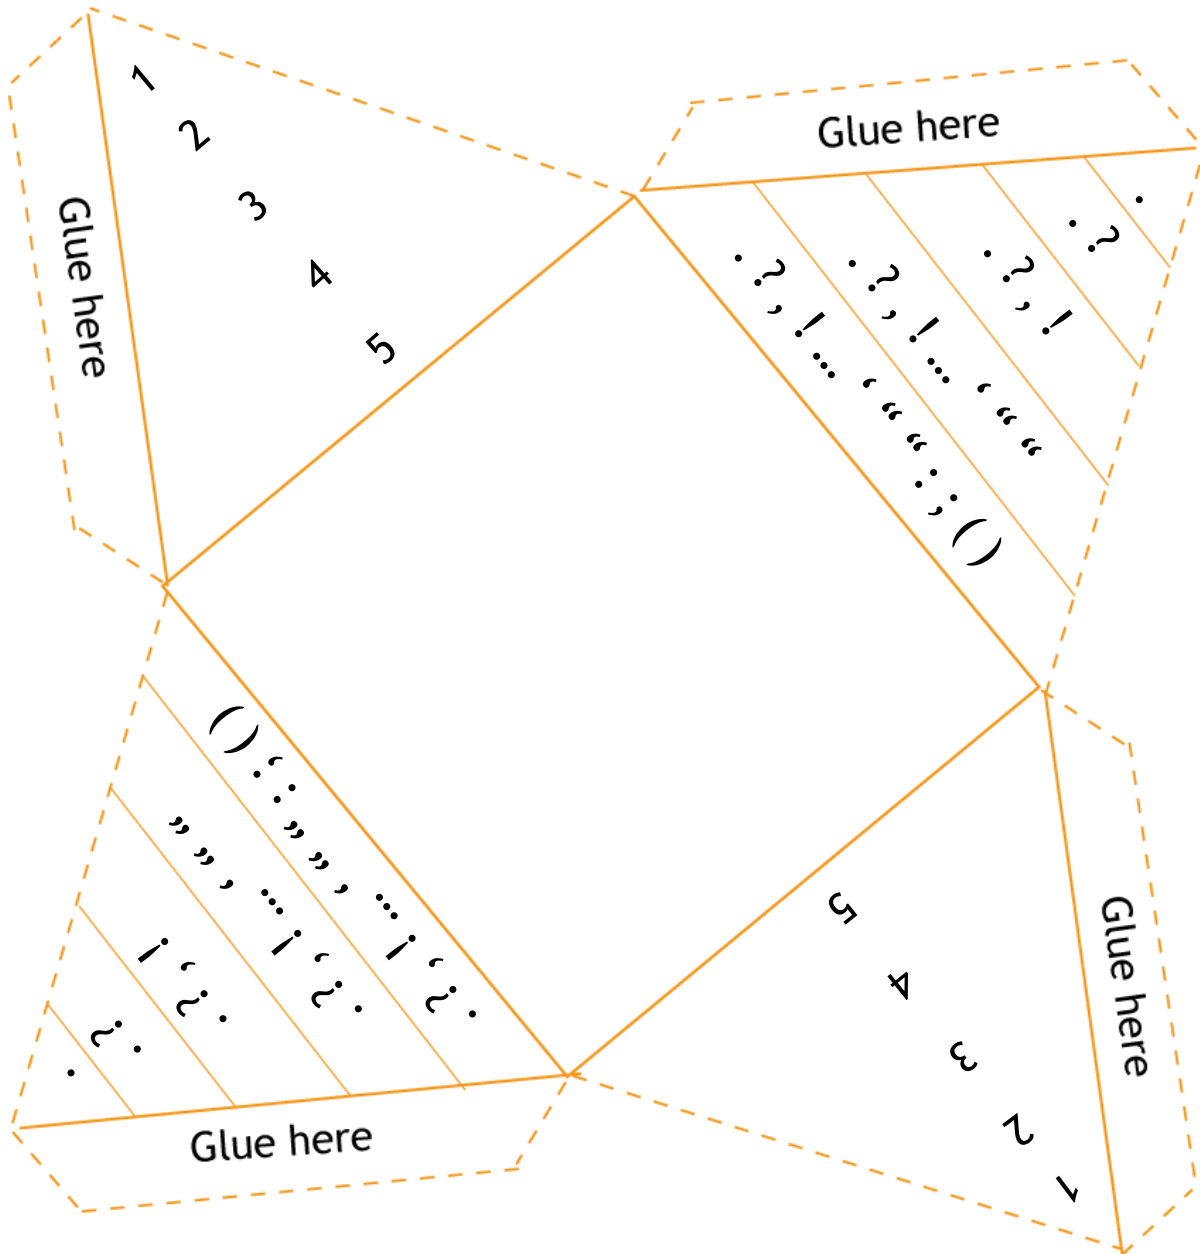 1
2
3
4
5
Glue here
Glue here
.
. ?
. ? , !
. ? , ! ... ‘ “ “
. ? , ! ... ‘ “ “ : ; ( )
.
. ?
. ? , !
. ? , ! ... ‘ “ “
. ? , ! ... ‘ “ “ : ; ( )
Glue here
1
2
3
4
5
Glue here